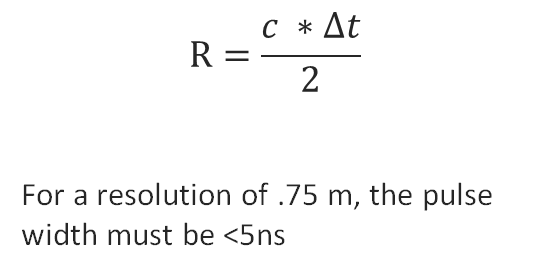 R = c * Δt / 2
For a resolution of .75 m, the pulse
width must be <5ns